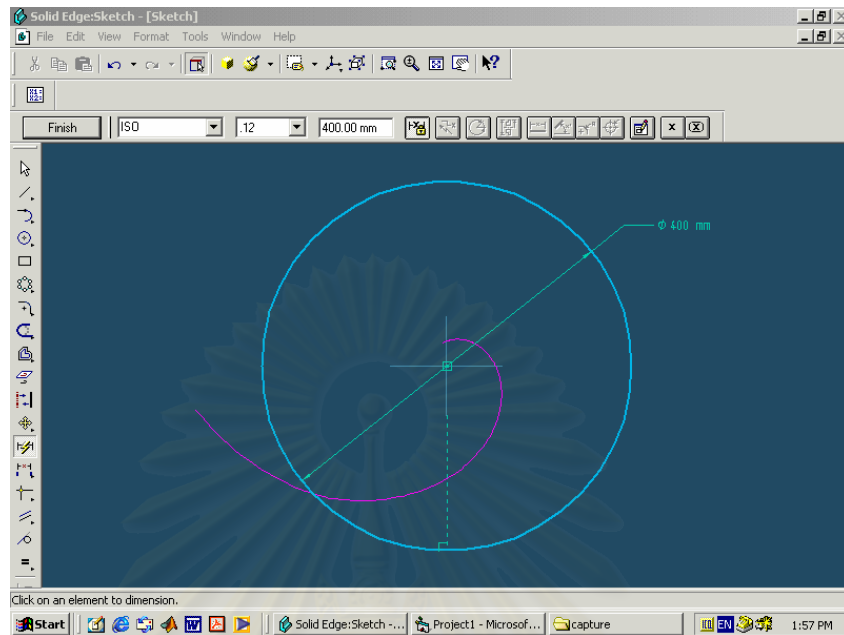 Solid Edge:Sketch - [Sketch]
File Edit View Format Tools Window Help
Finish ISO .12 400.00 mm
Φ 400 mm
Click on an element to dimension.
Start Solid Edge:Sketch -... Project1 - Microsof... capture EN 1:57 PM